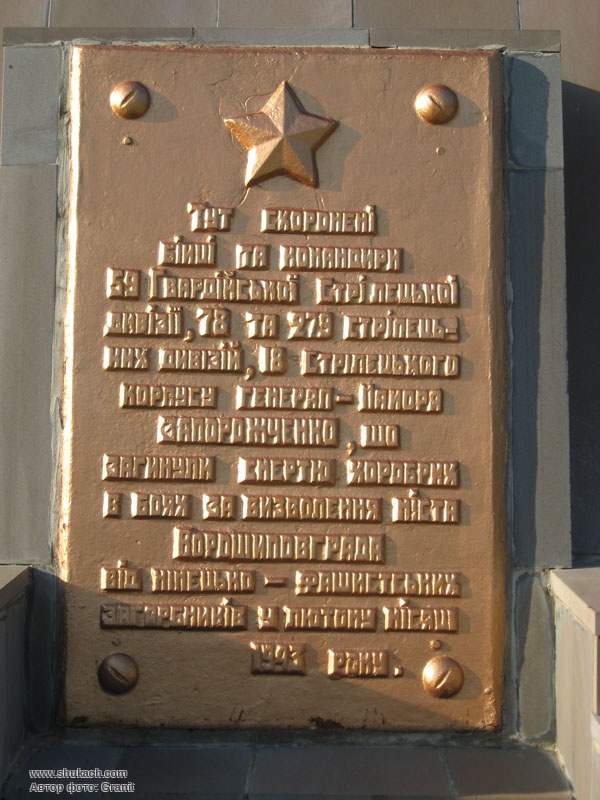 Тут схоронені
бійці та командири
59 Гвардійської Стрілецької
дивізії, 78 та 279 стрілець-
ких дивізій, 18 Стрілецького
корпусу генерал-майора
Запорожченко, що
загинули смертю хоробрих
в боях за визволення міста
Ворошиловграда
від німецько-фашистських
загарбників у лютому місяці
1943 року.
www.shukach.com
Автор фото: Granit